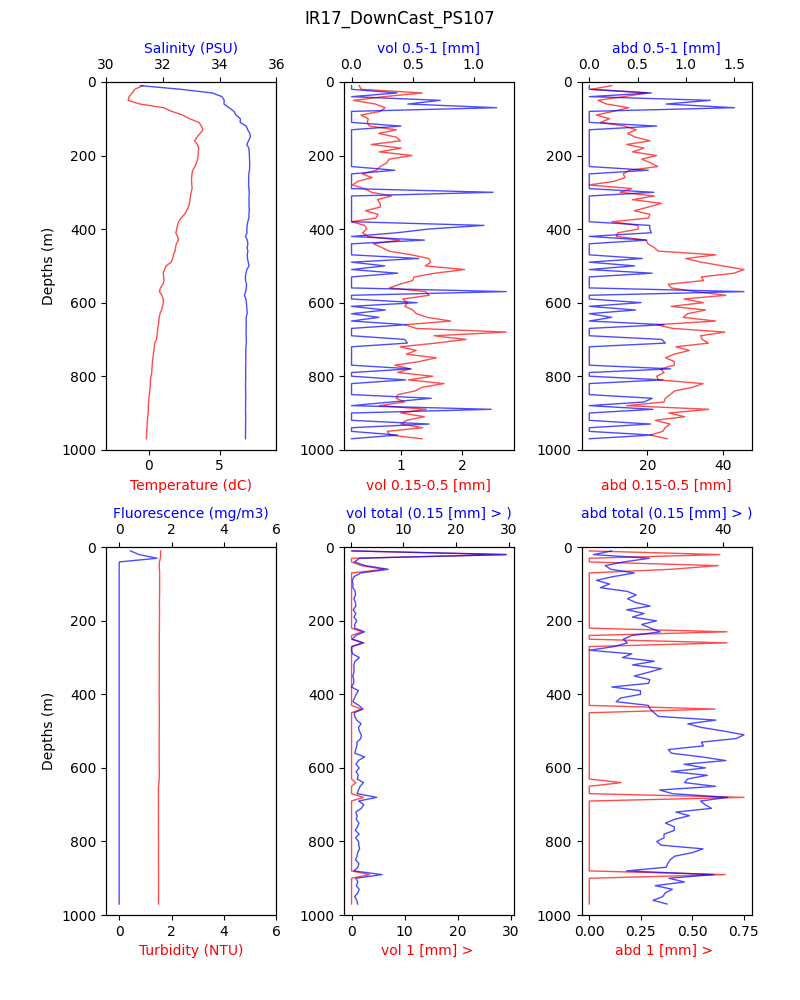 IR17_DownCast_PS107
Salinity (PSU)
vol 0.5-1 [mm]
abd 0.5-1 [mm]
30 32 34 36
0.0 0.5 1.0
0.0 0.5 1.0 1.5
0 200 400 600 800 1000
0 200 400 600 800 1000
0 200 400 600 800 1000
Depths (m)
0 5
1 2
20 40
Temperature (dC)
vol 0.15-0.5 [mm]
abd 0.15-0.5 [mm]
Fluorescence (mg/m3)
vol total (0.15 [mm] > )
abd total (0.15 [mm] > )
0 2 4 6
0 10 20 30
20 40
0 200 400 600 800 1000
0 200 400 600 800 1000
0 200 400 600 800 1000
Depths (m)
0 2 4 6
0 10 20 30
0.00 0.25 0.50 0.75
Turbidity (NTU)
vol 1 [mm] >
abd 1 [mm] >